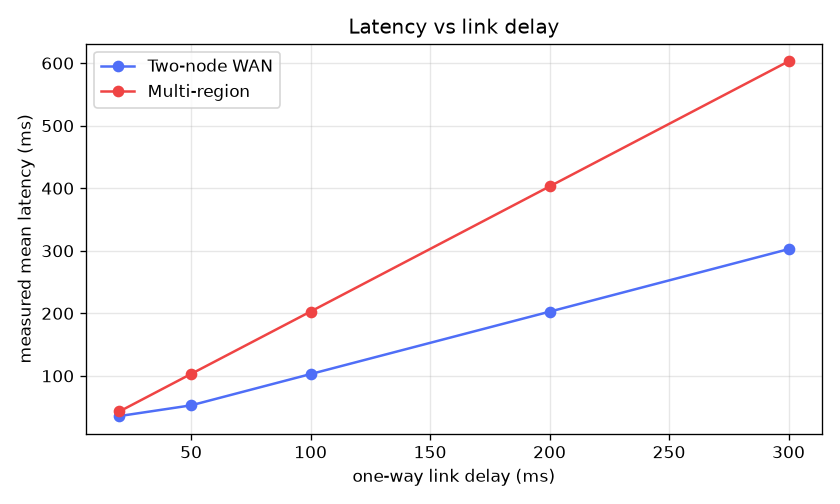 Latency vs link delay
Two-node WAN
Multi-region
measured mean latency (ms)
600
500
400
300
200
100
50
100
150
200
250
300
one-way link delay (ms)